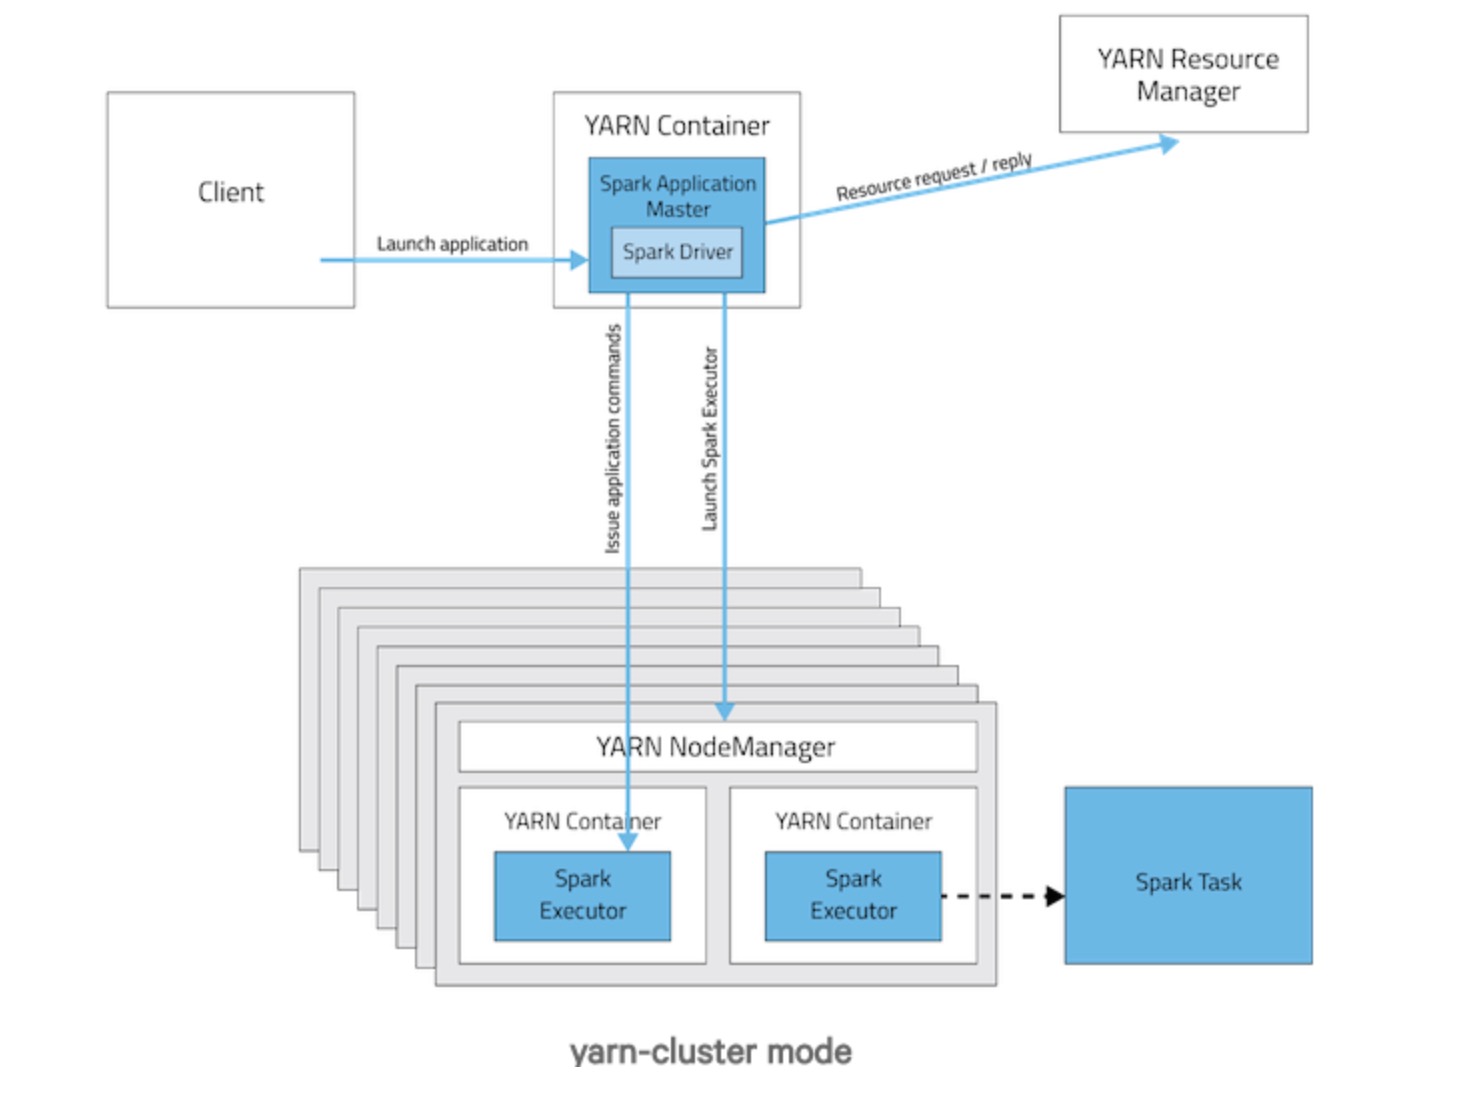 YARN Resource
Manager
YARN Container
Client
Spark Application
Master
Spark Driver
Launch application
Resource request / reply
Issue application commands
Launch Spark Executor
YARN NodeManager
YARN Container
YARN Container
Spark
Executor
Spark
Executor
Spark Task
yarn-cluster mode